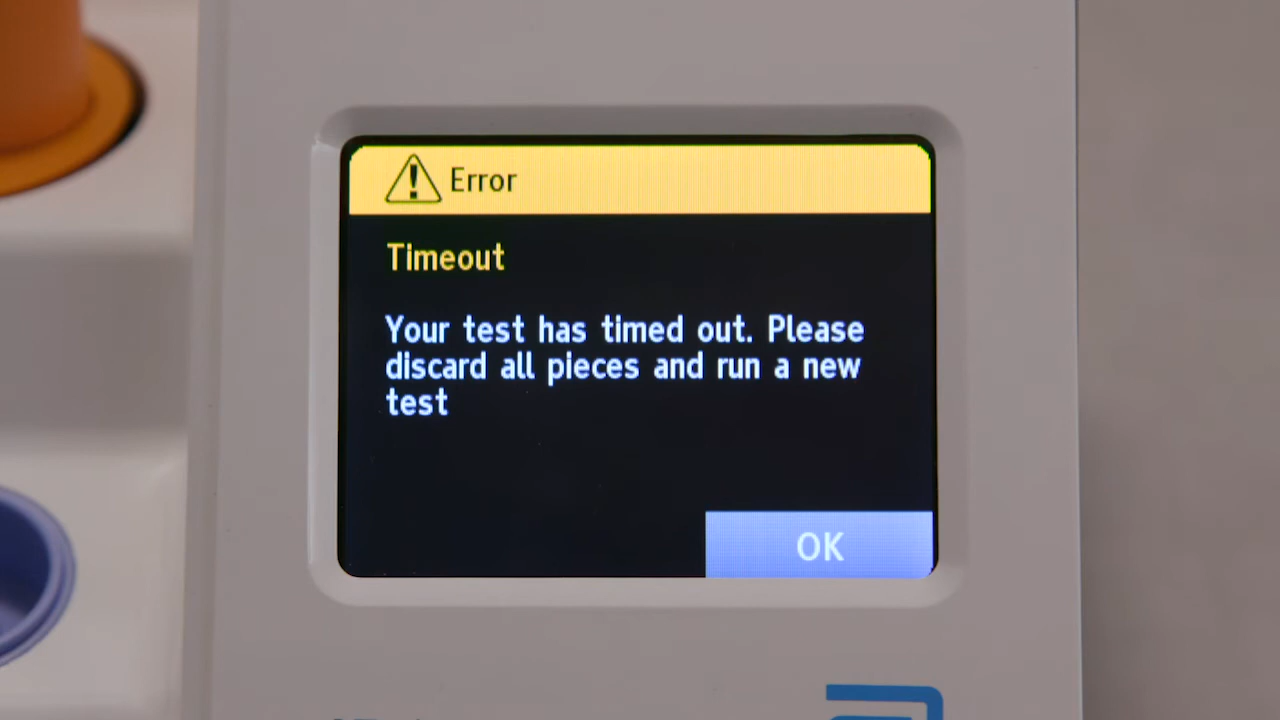 Error
Timeout
Your test has timed out. Please
discard all pieces and run a new
test
OK